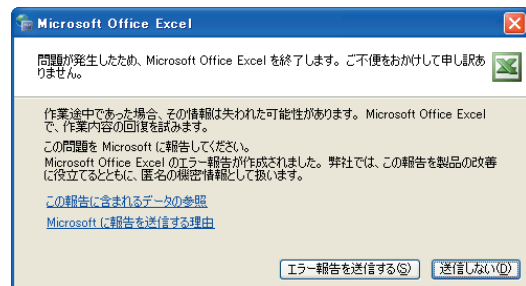 Microsoft Office Excel
問題が発生したため、Microsoft Office Excel を終了します。ご不便をおかけして申し訳あ
りません。
作業途中であった場合、その情報は失われた可能性があります。Microsoft Office Excel
で、作業内容の回復を試みます。
この問題を Microsoft に報告してください。
Microsoft Office Excel のエラー報告が作成されました。弊社では、この報告を製品の改善
に役立てるとともに、匿名の機密情報として扱います。
この報告に含まれるデータの参照
Microsoft に報告を送信する理由
エラー報告を送信する(S)
送信しない(D)